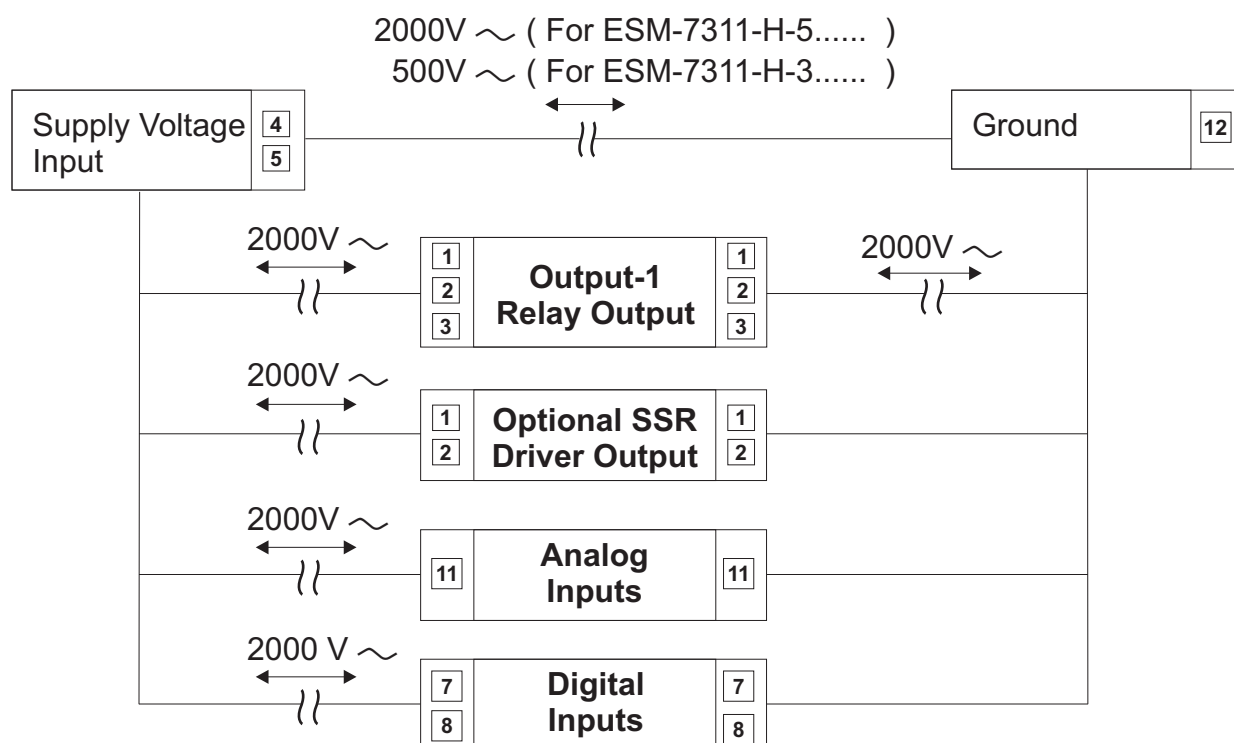 2000V ~ ( For ESM-7311-H-5...... )
500V ~ ( For ESM-7311-H-3...... )
Supply Voltage
Input
4
5
Ground
12
2000V ~
1
2
3
Output-1
Relay Output
1
2
3
2000V ~
2000V ~
1
2
Optional SSR
Driver Output
1
2
2000V ~
11
Analog
Inputs
11
2000 V ~
7
8
Digital
Inputs
7
8